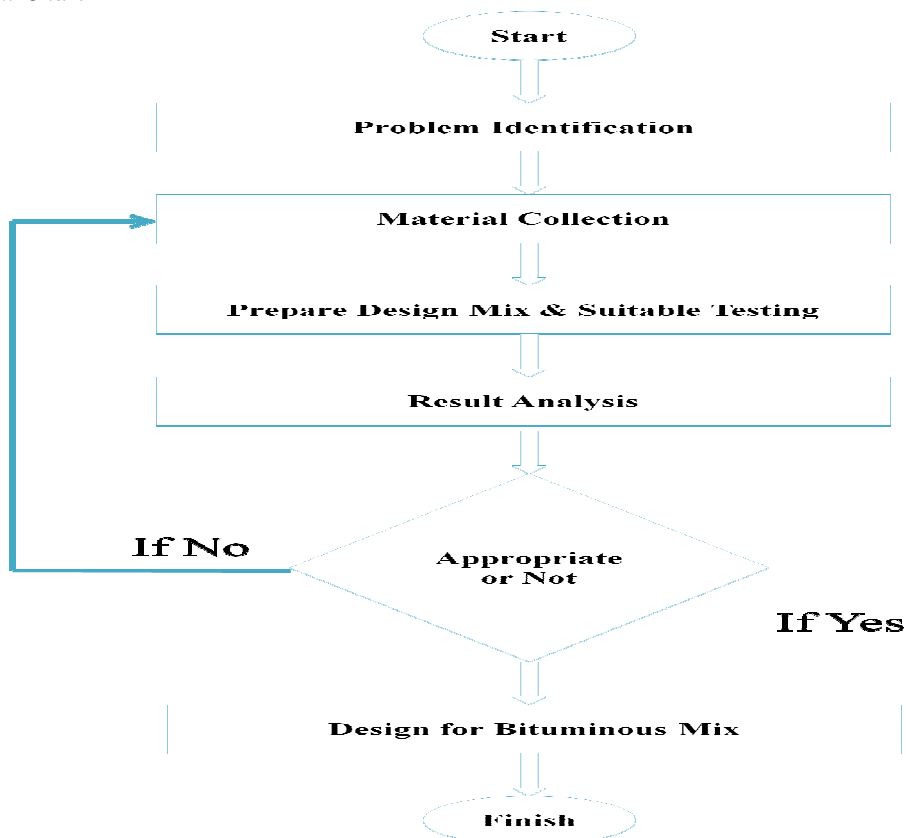 Start
Problem Identification
Material Collection
Prepare Design Mix & Suitable Testing
Result Analysis
If No
Appropriate
or Not
If Yes
Design for Bituminous Mix
Finish